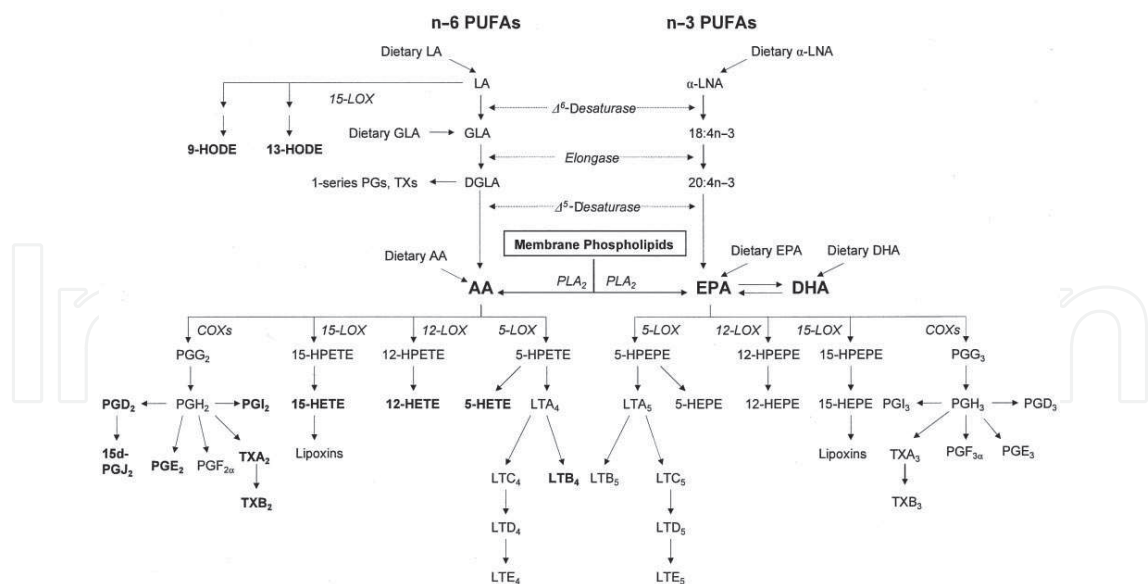 n–6 PUFAs n–3 PUFAs
Dietary LA Dietary α-LNA
LA α-LNA
15-LOX
Δ⁶-Desaturase
Dietary GLA GLA 18:4n–3
9-HODE 13-HODE
Elongase
1-series PGs, TXs DGLA 20:4n–3
Δ⁵-Desaturase
Membrane Phospholipids
Dietary AA Dietary EPA Dietary DHA
PLA₂ PLA₂
AA EPA DHA
COXs 15-LOX 12-LOX 5-LOX 5-LOX 12-LOX 15-LOX COXs
PGG₂ 15-HPETE 12-HPETE 5-HPETE 5-HPEPE 12-HPEPE 15-HPEPE PGG₃
PGD₂ PGH₂ PGI₂ 15-HETE 12-HETE 5-HETE LTA₄ LTA₅ 5-HEPE 12-HEPE 15-HEPE PGI₃ PGH₃ PGD₃
15d-
PGJ₂ PGE₂ PGF₂α TXA₂ Lipoxins Lipoxins TXA₃ PGF₃α PGE₃
LTC₄ LTB₄ LTB₅ LTC₅
TXB₂ TXB₃
LTD₄ LTD₅
LTE₄ LTE₅